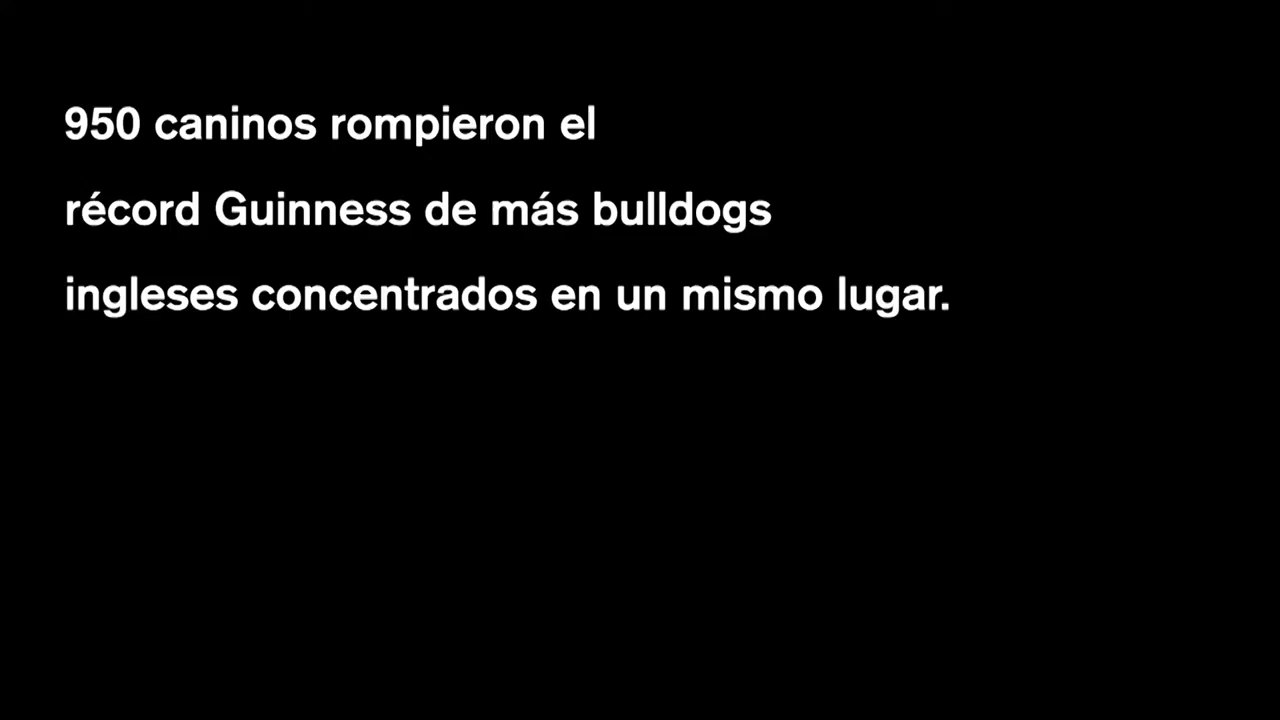 950 caninos rompieron el
récord Guinness de más bulldogs
ingleses concentrados en un mismo lugar.